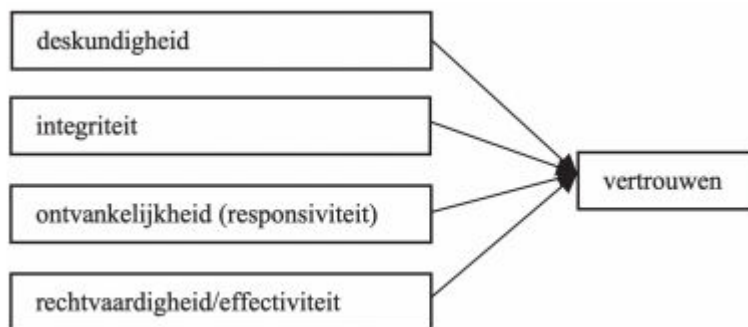 deskundigheid
integriteit
ontvankelijkheid (responsiviteit)
rechtvaardigheid/effectiviteit
vertrouwen